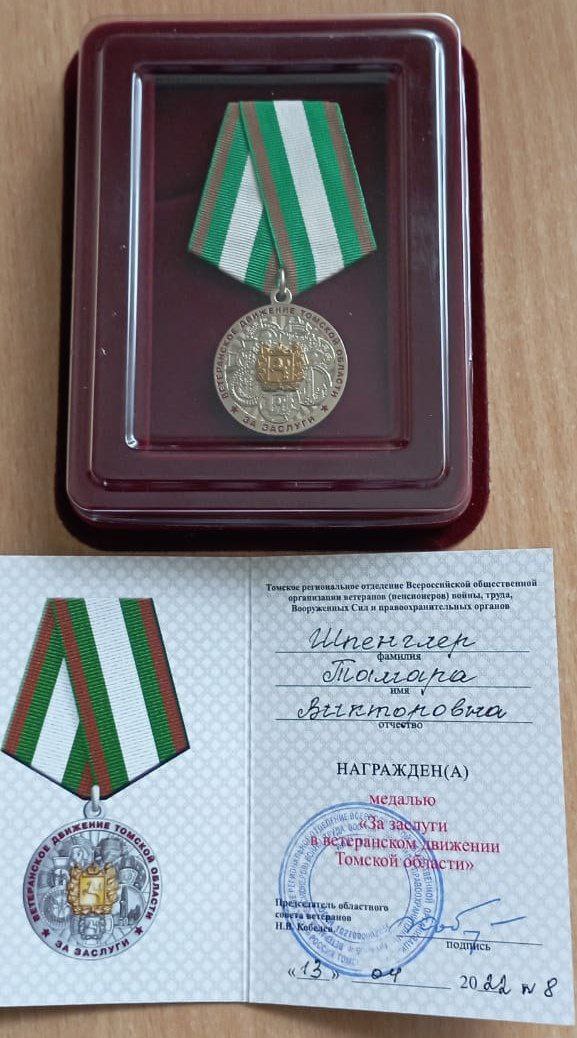 ВЕТЕРАНСКОЕ ДВИЖЕНИЕ ТОМСКОЙ ОБЛАСТИ
ЗА ЗАСЛУГИ
ВЕТЕРАНСКОЕ ДВИЖЕНИЕ ТОМСКОЙ ОБЛАСТИ
ЗА ЗАСЛУГИ
Томское региональное отделение Всероссийской общественной
организации ветеранов (пенсионеров) войны, труда,
Вооруженных Сил и правоохранительных органов
Шпенглер
фамилия
Тамара
имя
Викторовна
отчество
НАГРАЖДЕН(А)
медалью
«За заслуги
в ветеранском движении
Томской области»
Председатель областного
совета ветеранов
Н.В. Кобелев
подпись
«13» 04 2022 г